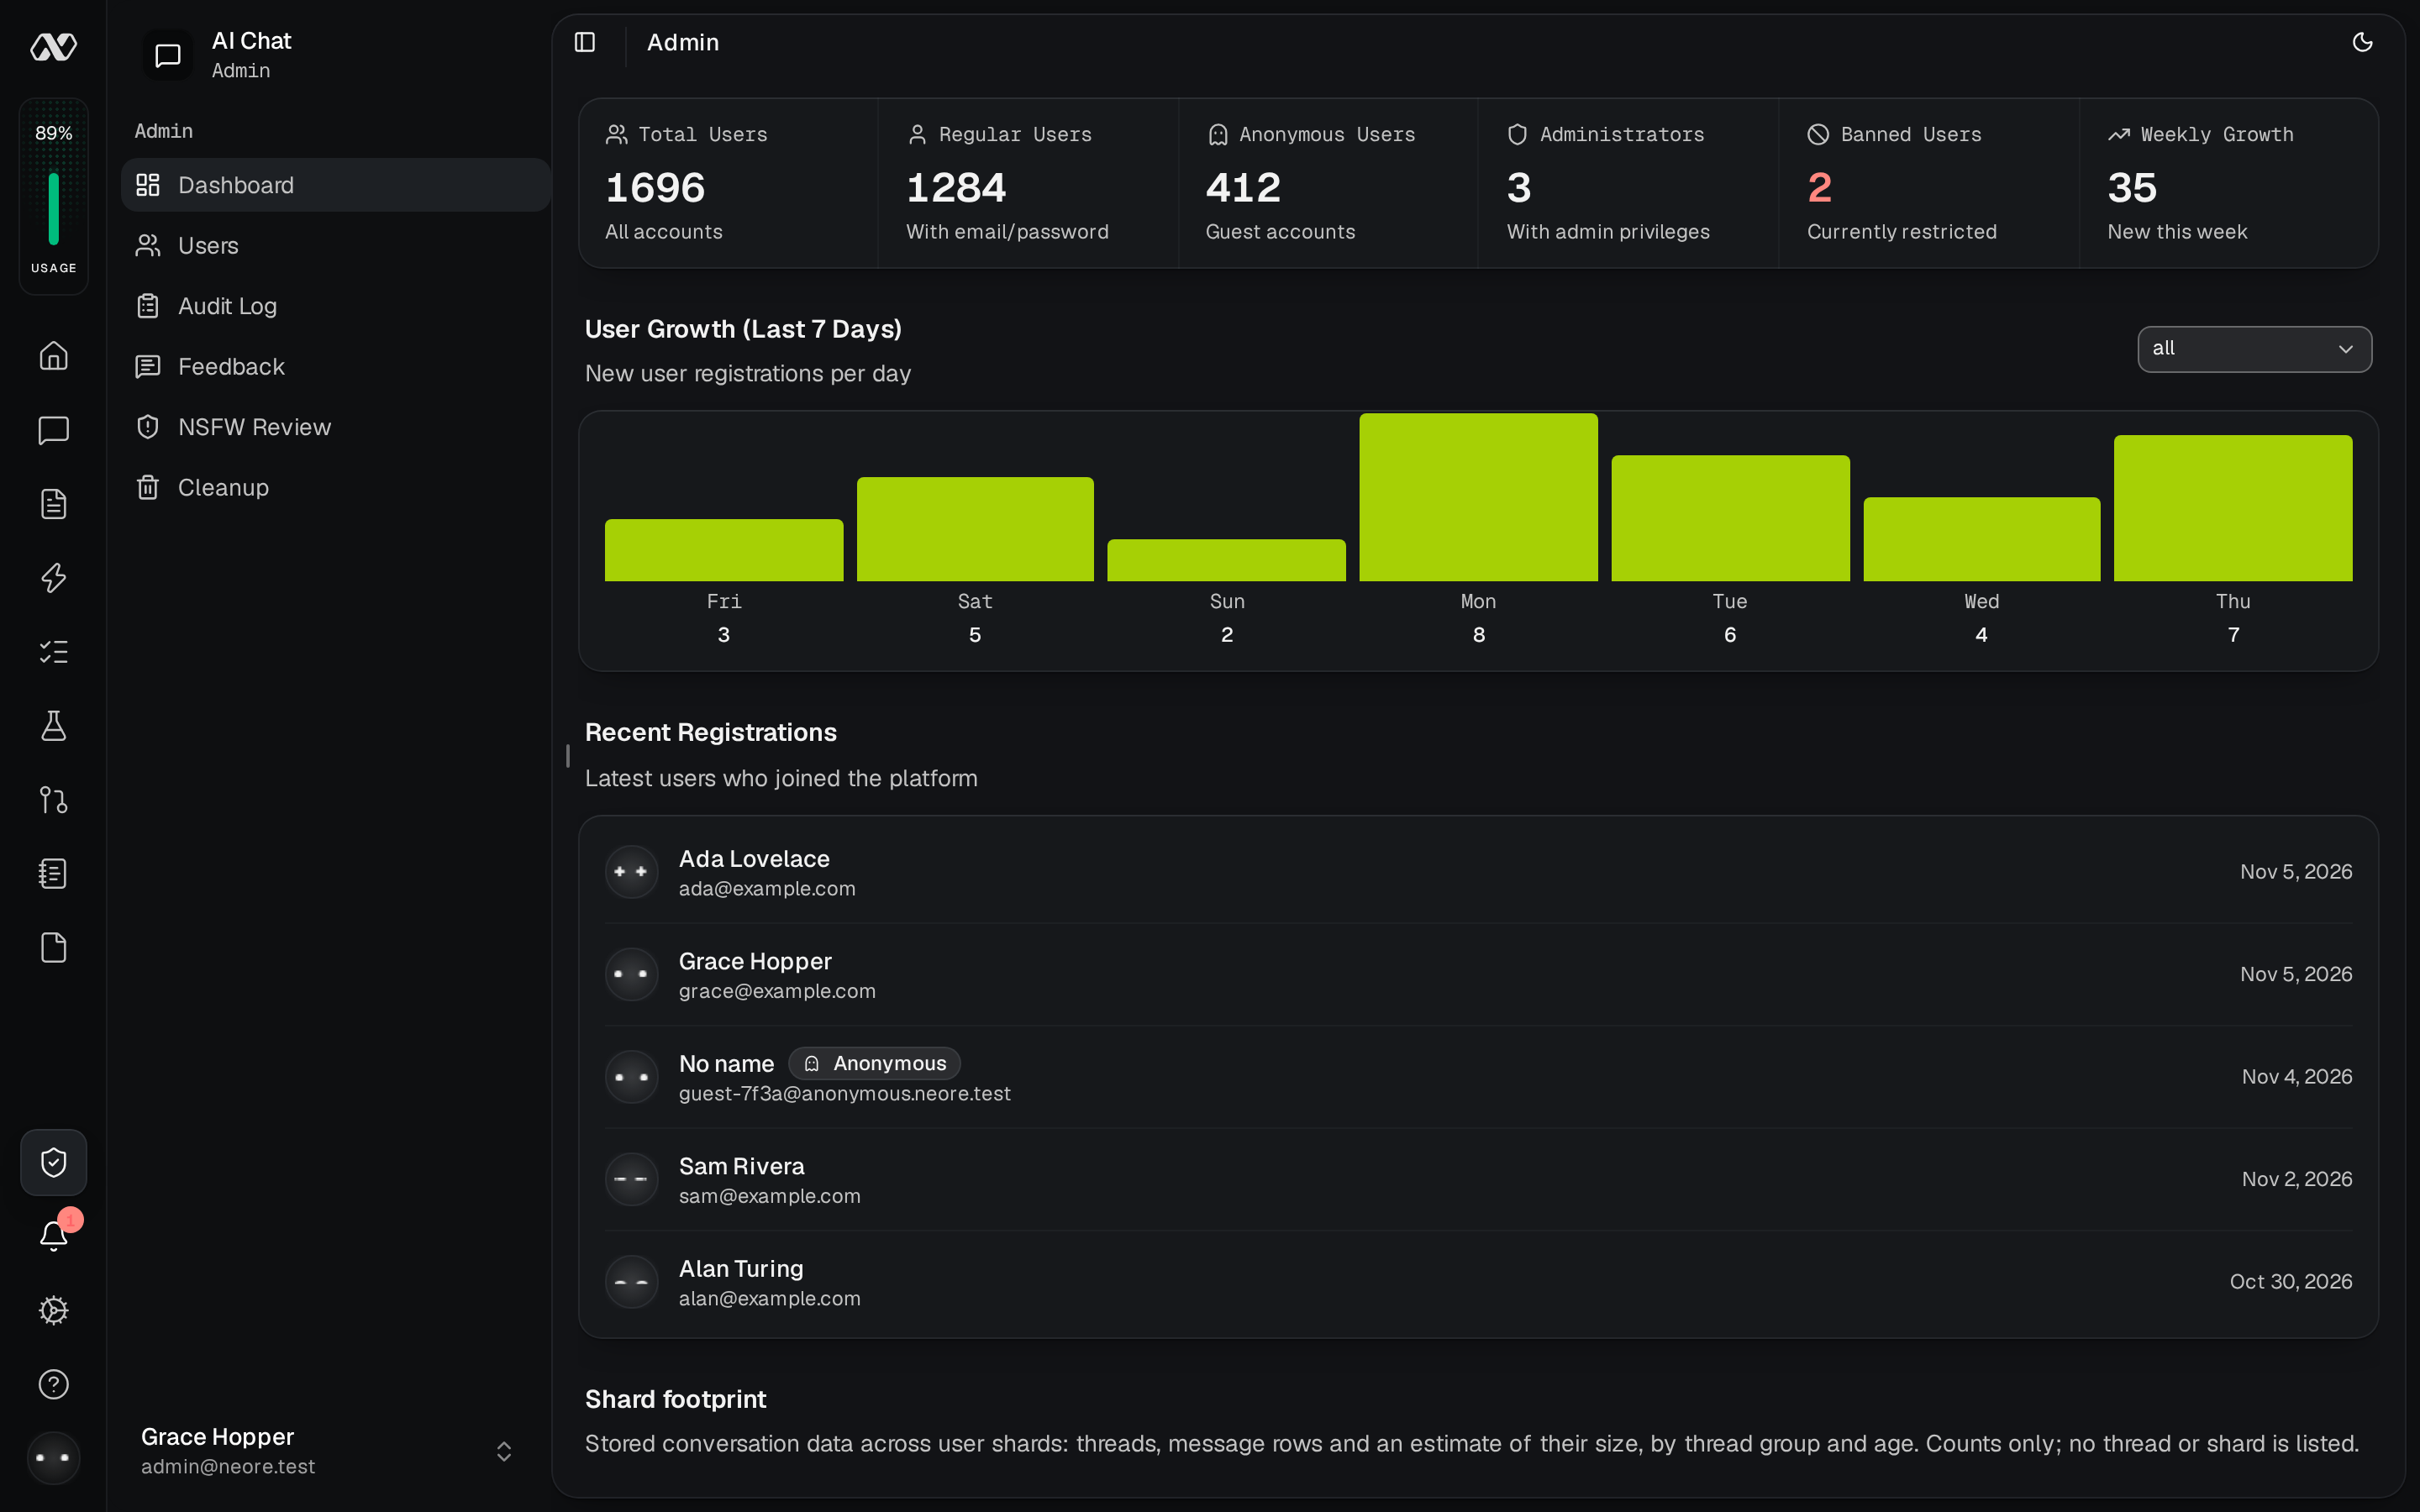 89%
USAGE
AI Chat
Admin
Admin
Dashboard
Users
Audit Log
Feedback
NSFW Review
Cleanup
1
Grace Hopper
admin@neore.test
Admin
Total Users
1696
All accounts
Regular Users
1284
With email/password
Anonymous Users
412
Guest accounts
Administrators
3
With admin privileges
Banned Users
2
Currently restricted
Weekly Growth
35
New this week
User Growth (Last 7 Days)
New user registrations per day
all
Fri Sat Sun Mon Tue Wed Thu
3 5 2 8 6 4 7
Recent Registrations
Latest users who joined the platform
Ada Lovelace
ada@example.com
Nov 5, 2026
Grace Hopper
grace@example.com
Nov 5, 2026
No name Anonymous
guest-7f3a@anonymous.neore.test
Nov 4, 2026
Sam Rivera
sam@example.com
Nov 2, 2026
Alan Turing
alan@example.com
Oct 30, 2026
Shard footprint
Stored conversation data across user shards: threads, message rows and an estimate of their size, by thread group and age. Counts only; no thread or shard is listed.